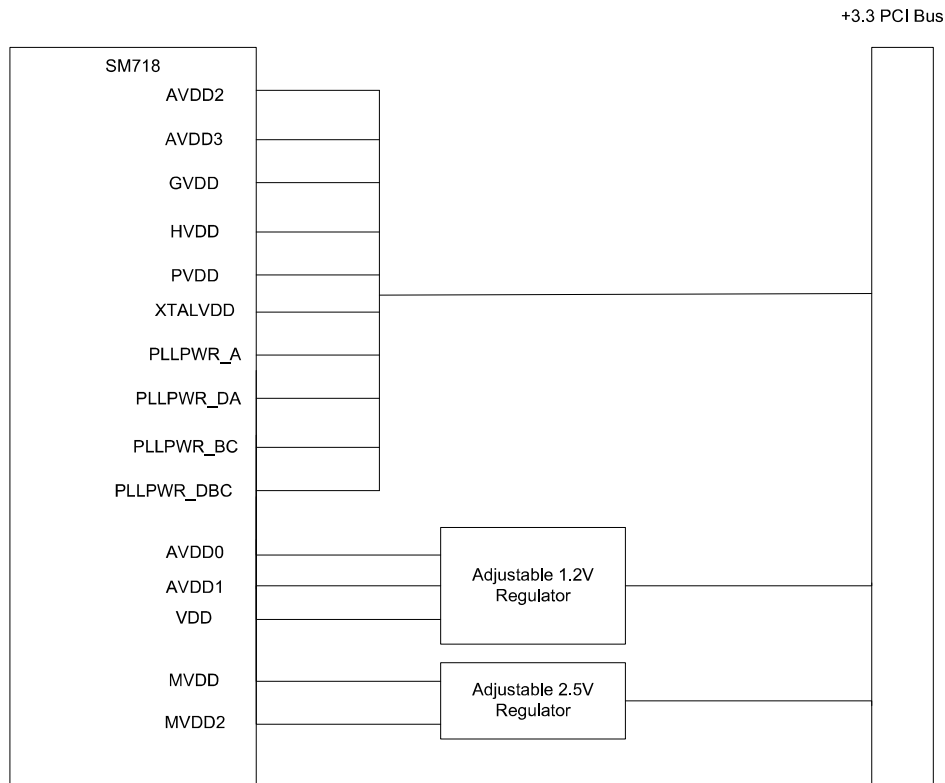 +3.3 PCI Bus
SM718
AVDD2
AVDD3
GVDD
HVDD
PVDD
XTALVDD
PLLPWR_A
PLLPWR_DA
PLLPWR_BC
PLLPWR_DBC
AVDD0
AVDD1
VDD
Adjustable 1.2V
Regulator
MVDD
MVDD2
Adjustable 2.5V
Regulator